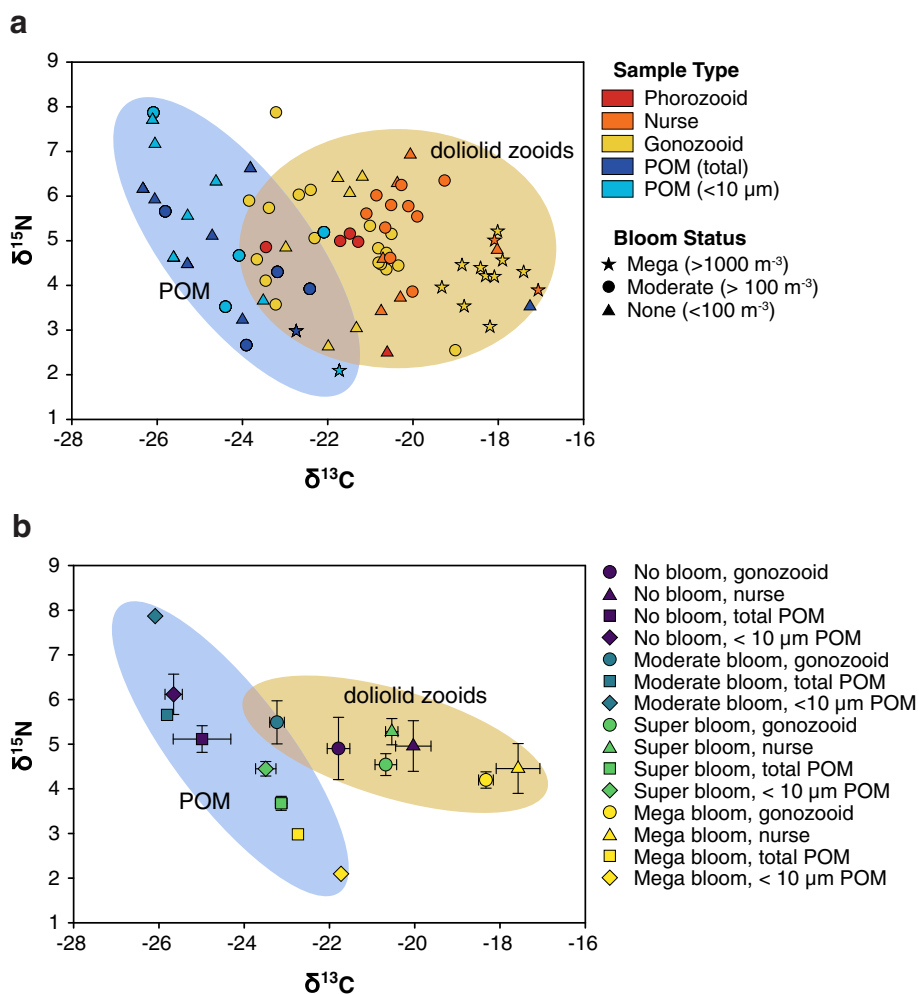 a
9
8
7
6
5
4
3
2
1
δ15N
-28
-26
-24
-22
-20
-18
-16
δ13C
POM
doliolid zooids
Sample Type
Phorozooid
Nurse
Gonozooid
POM (total)
POM (<10 μm)
Bloom Status
Mega (>1000 m-3)
Moderate (> 100 m-3)
None (<100 m-3)
b
9
8
7
6
5
4
3
2
1
δ15N
-28
-26
-24
-22
-20
-18
-16
δ13C
POM
doliolid zooids
No bloom, gonozooid
No bloom, nurse
No bloom, total POM
No bloom, < 10 μm POM
Moderate bloom, gonozooid
Moderate bloom, total POM
Moderate bloom, <10 μm POM
Super bloom, gonozooid
Super bloom, nurse
Super bloom, total POM
Super bloom, < 10 μm POM
Mega bloom, gonozooid
Mega bloom, nurse
Mega bloom, total POM
Mega bloom, < 10 μm POM